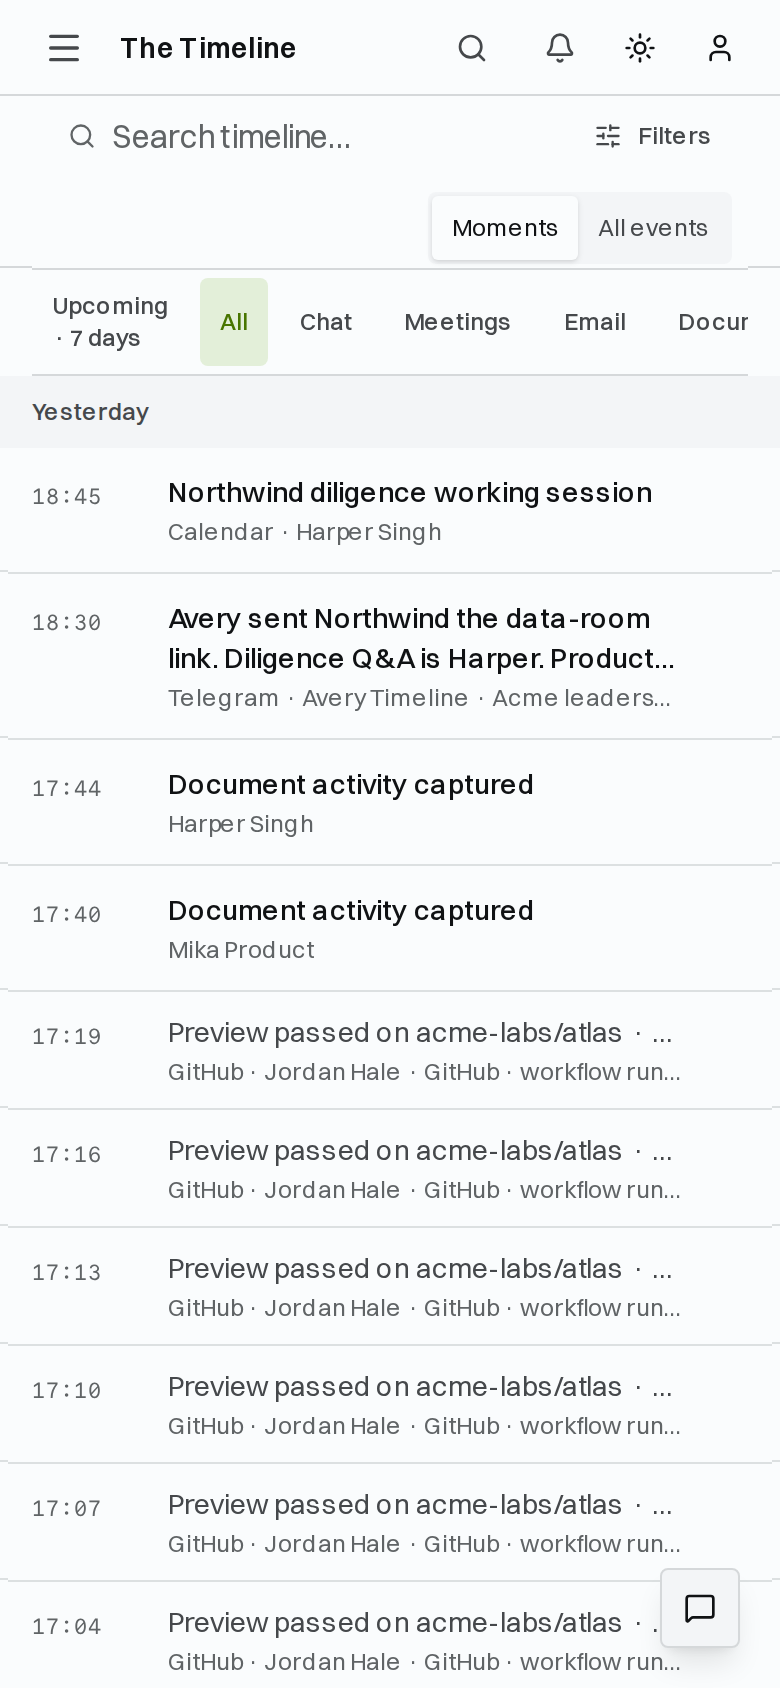 The Timeline
Search timeline...
Filters
Moments
All events
Upcoming
· 7 days
All
Chat
Meetings
Email
Docur
Yesterday
18:45
Northwind diligence working session
Calendar · Harper Singh
18:30
Avery sent Northwind the data-room
link. Diligence Q&A is Harper. Product...
Telegram · Avery Timeline · Acme leaders...
17:44
Document activity captured
Harper Singh
17:40
Document activity captured
Mika Product
17:19
Preview passed on acme-labs/atlas · ...
GitHub · Jordan Hale · GitHub · workflow run...
17:16
Preview passed on acme-labs/atlas · ...
GitHub · Jordan Hale · GitHub · workflow run...
17:13
Preview passed on acme-labs/atlas · ...
GitHub · Jordan Hale · GitHub · workflow run...
17:10
Preview passed on acme-labs/atlas · ...
GitHub · Jordan Hale · GitHub · workflow run...
17:07
Preview passed on acme-labs/atlas · ...
GitHub · Jordan Hale · GitHub · workflow run...
17:04
Preview passed on acme-labs/atlas · .
GitHub · Jordan Hale · GitHub · workflow run...